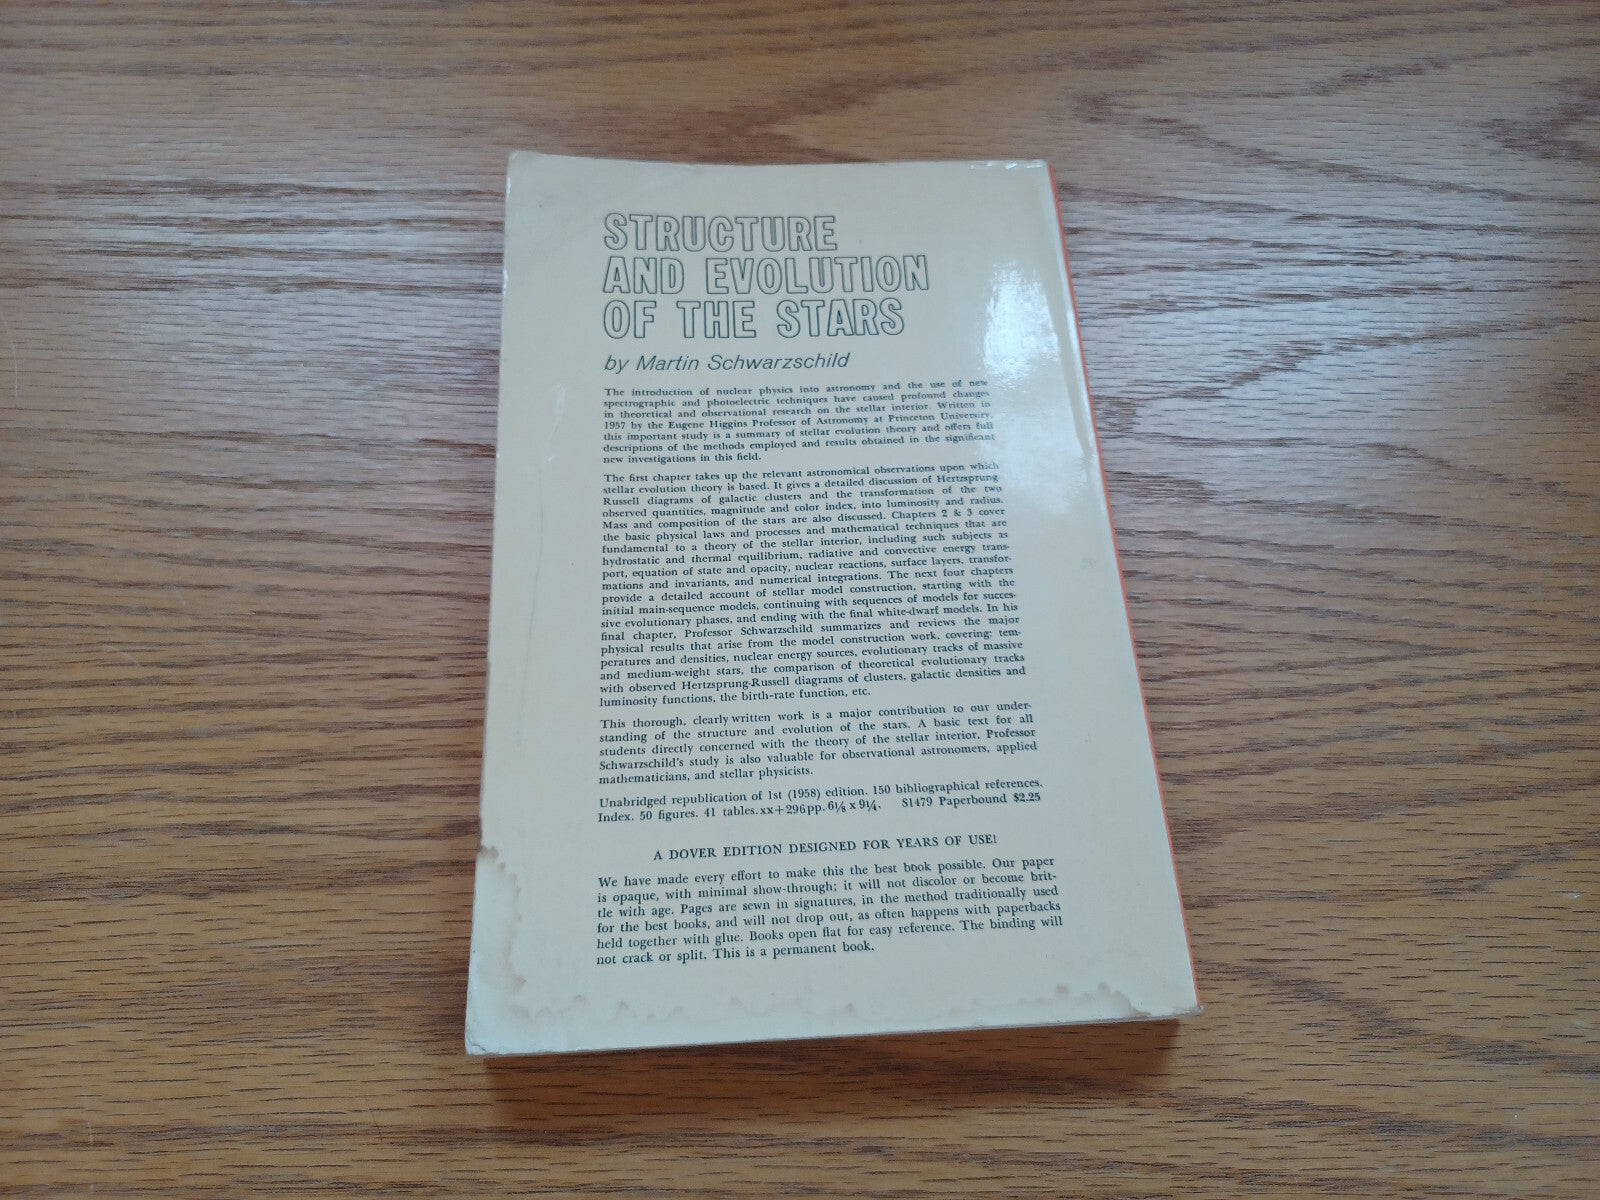 STRUCTURE
AND EVOLUTION
OF THE STARS
by Martin Schwarzschild
The introduction of nuclear physics into astronomy and the use of new
spectrographic and photoelectric techniques have caused profound changes
in theoretical and observational research on the stellar interior. Written in
1957 by the Eugene Higgins Professor of Astronomy at Princeton University,
this important study is a summary of stellar evolution theory and offers full
descriptions of the methods employed and results obtained in the significant
new investigations in this field.
The first chapter takes up the relevant astronomical observations upon which
stellar evolution theory is based. It gives a detailed discussion of Hertzsprung-
Russell diagrams of galactic clusters and the transformation of the two
observed quantities, magnitude and color index, into luminosity and radius.
Mass and composition of the stars are also discussed. Chapters 2 & 3 cover
the basic physical laws and processes and mathematical techniques that are
fundamental to a theory of the stellar interior, including such subjects as
hydrostatic and thermal equilibrium, radiative and convective energy trans-
port, equation of state and opacity, nuclear reactions, surface layers, transfor-
mations and invariants, and numerical integrations. The next four chapters
provide a detailed account of stellar model construction, starting with the
initial main-sequence models, continuing with sequences of models for succes-
sive evolutionary phases, and ending with the final white-dwarf models. In his
final chapter, Professor Schwarzschild summarizes and reviews the major
physical results that arise from the model construction work, covering: tem-
peratures and densities, nuclear energy sources, evolutionary tracks of massive
and medium-weight stars, the comparison of theoretical evolutionary tracks
with observed Hertzsprung-Russell diagrams of clusters, galactic densities and
luminosity functions, the birth-rate function, etc.
This thorough, clearly written work is a major contribution to our under-
standing of the structure and evolution of the stars. A basic text for all
students directly concerned with the theory of the stellar interior, Professor
Schwarzschild's study is also valuable for observational astronomers, applied
mathematicians, and stellar physicists.
Unabridged republication of 1st (1958) edition. 150 bibliographical references.
Index. 50 figures. 41 tables. xx+296pp. 6⅛ x 9¼. S1479 Paperbound $2.25
A DOVER EDITION DESIGNED FOR YEARS OF USE!
We have made every effort to make this the best book possible. Our paper
is opaque, with minimal show-through; it will not discolor or become brit-
tle with age. Pages are sewn in signatures, in the method traditionally used
for the best books, and will not drop out, as often happens with paperbacks
held together with glue. Books open flat for easy reference. The binding will
not crack or split. This is a permanent book.